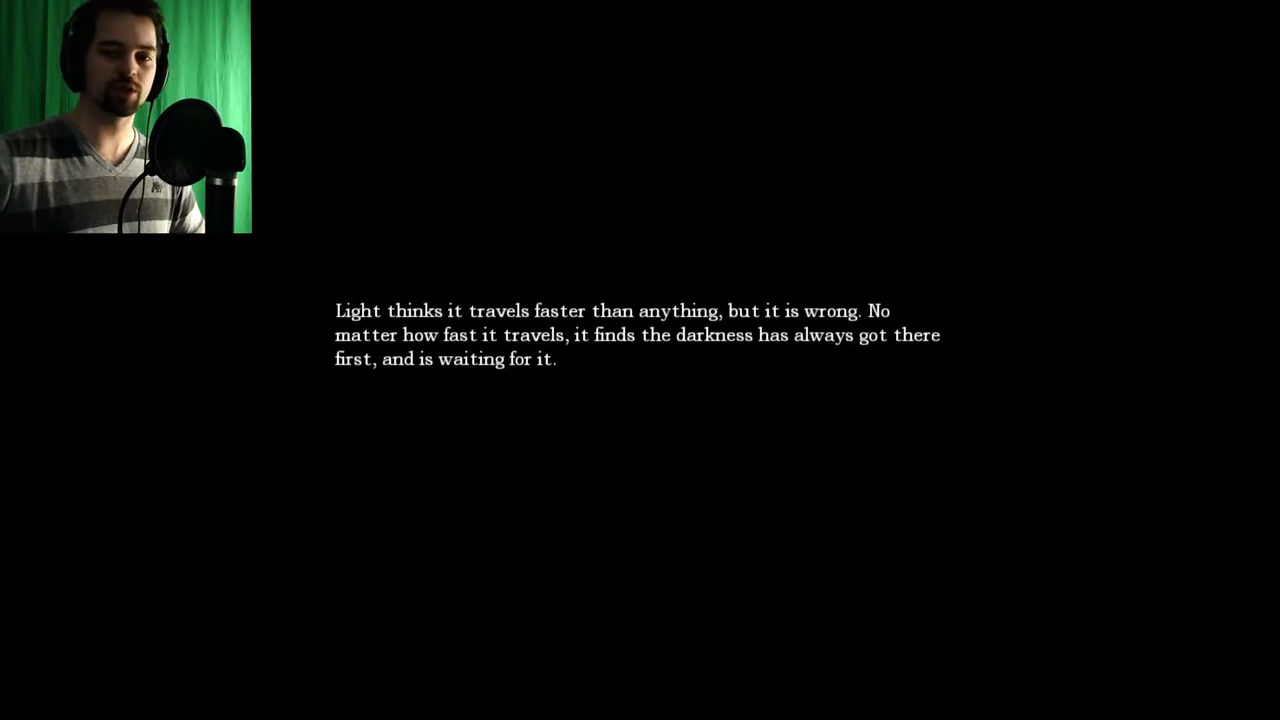 Light thinks it travels faster than anything, but it is wrong. No
matter how fast it travels, it finds the darkness has always got there
first, and is waiting for it.